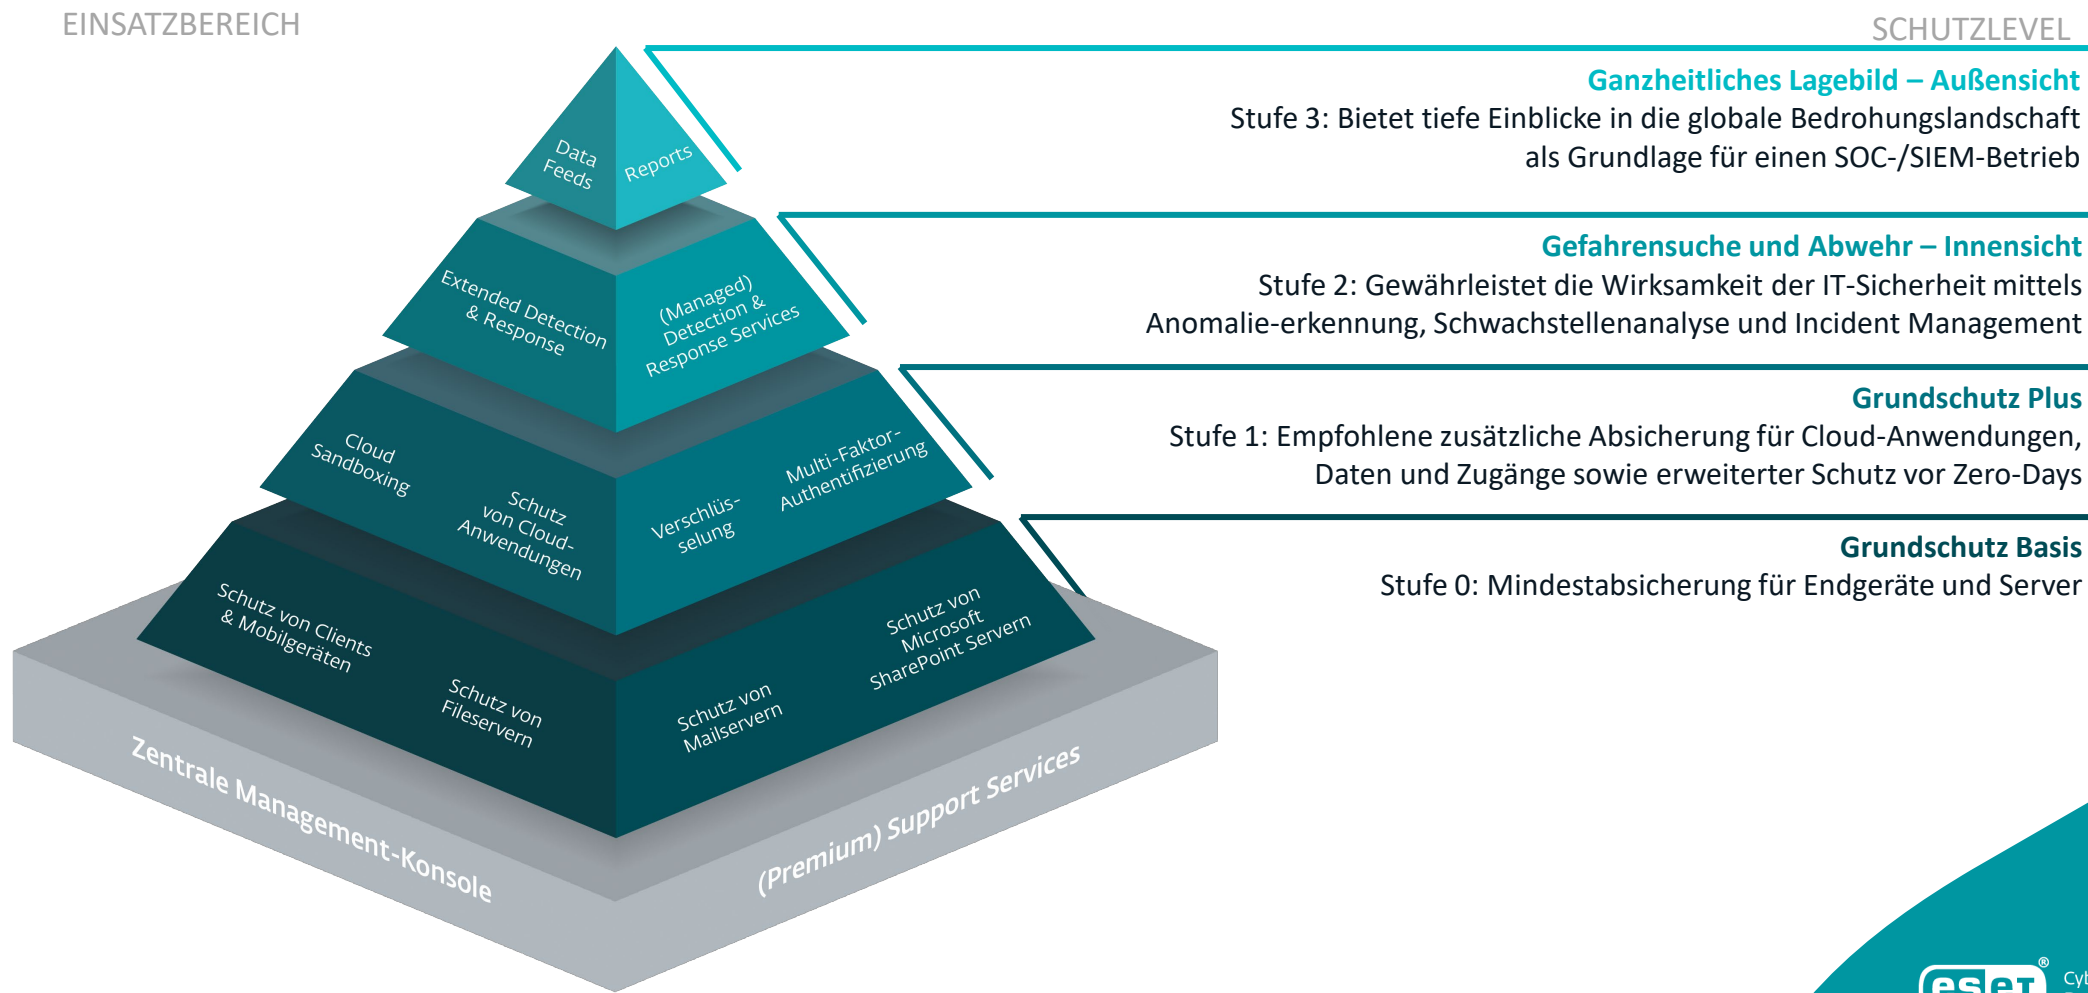 EINSATZBEREICH
SCHUTZLEVEL
Data
Feeds
Reports
Ganzheitliches Lagebild – Außensicht
Stufe 3: Bietet tiefe Einblicke in die globale Bedrohungslandschaft
als Grundlage für einen SOC-/SIEM-Betrieb
Extended Detection
& Response
(Managed)
Detection &
Response Services
Gefahrensuche und Abwehr – Innensicht
Stufe 2: Gewährleistet die Wirksamkeit der IT-Sicherheit mittels
Anomalie-erkennung, Schwachstellenanalyse und Incident Management
Cloud
Sandboxing
Schutz
von Cloud-
Anwendungen
Verschlüs-
selung
Multi-Faktor-
Authentifizierung
Grundschutz Plus
Stufe 1: Empfohlene zusätzliche Absicherung für Cloud-Anwendungen,
Daten und Zugänge sowie erweiterter Schutz vor Zero-Days
Schutz von Clients
& Mobilgeräten
Schutz von
Fileservern
Schutz von
Mailservern
Schutz von
Microsoft
SharePoint Servern
Grundschutz Basis
Stufe 0: Mindestabsicherung für Endgeräte und Server
Zentrale Management-Konsole
(Premium) Support Services
eseT®